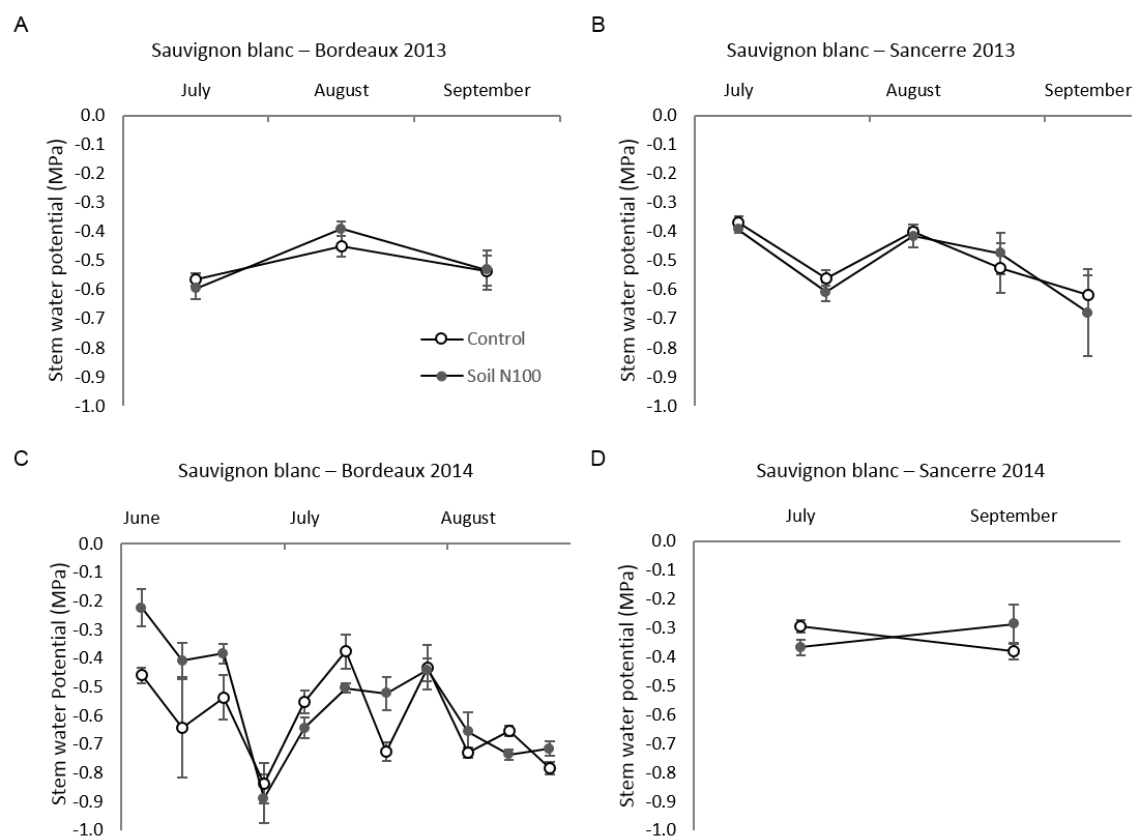 A
Sauvignon blanc – Bordeaux 2013
July August September
0.0
-0.1
-0.2
-0.3
-0.4
-0.5
-0.6
-0.7
-0.8
-0.9
-1.0
Stem water potential (MPa)
Control
Soil N100
B
Sauvignon blanc – Sancerre 2013
July August September
0.0
-0.1
-0.2
-0.3
-0.4
-0.5
-0.6
-0.7
-0.8
-0.9
-1.0
Stem water potential (MPa)
C
Sauvignon blanc – Bordeaux 2014
June July August
0.0
-0.1
-0.2
-0.3
-0.4
-0.5
-0.6
-0.7
-0.8
-0.9
-1.0
Stem water Potential (MPa)
D
Sauvignon blanc – Sancerre 2014
July September
0.0
-0.1
-0.2
-0.3
-0.4
-0.5
-0.6
-0.7
-0.8
-0.9
-1.0
Stem water potential (MPa)